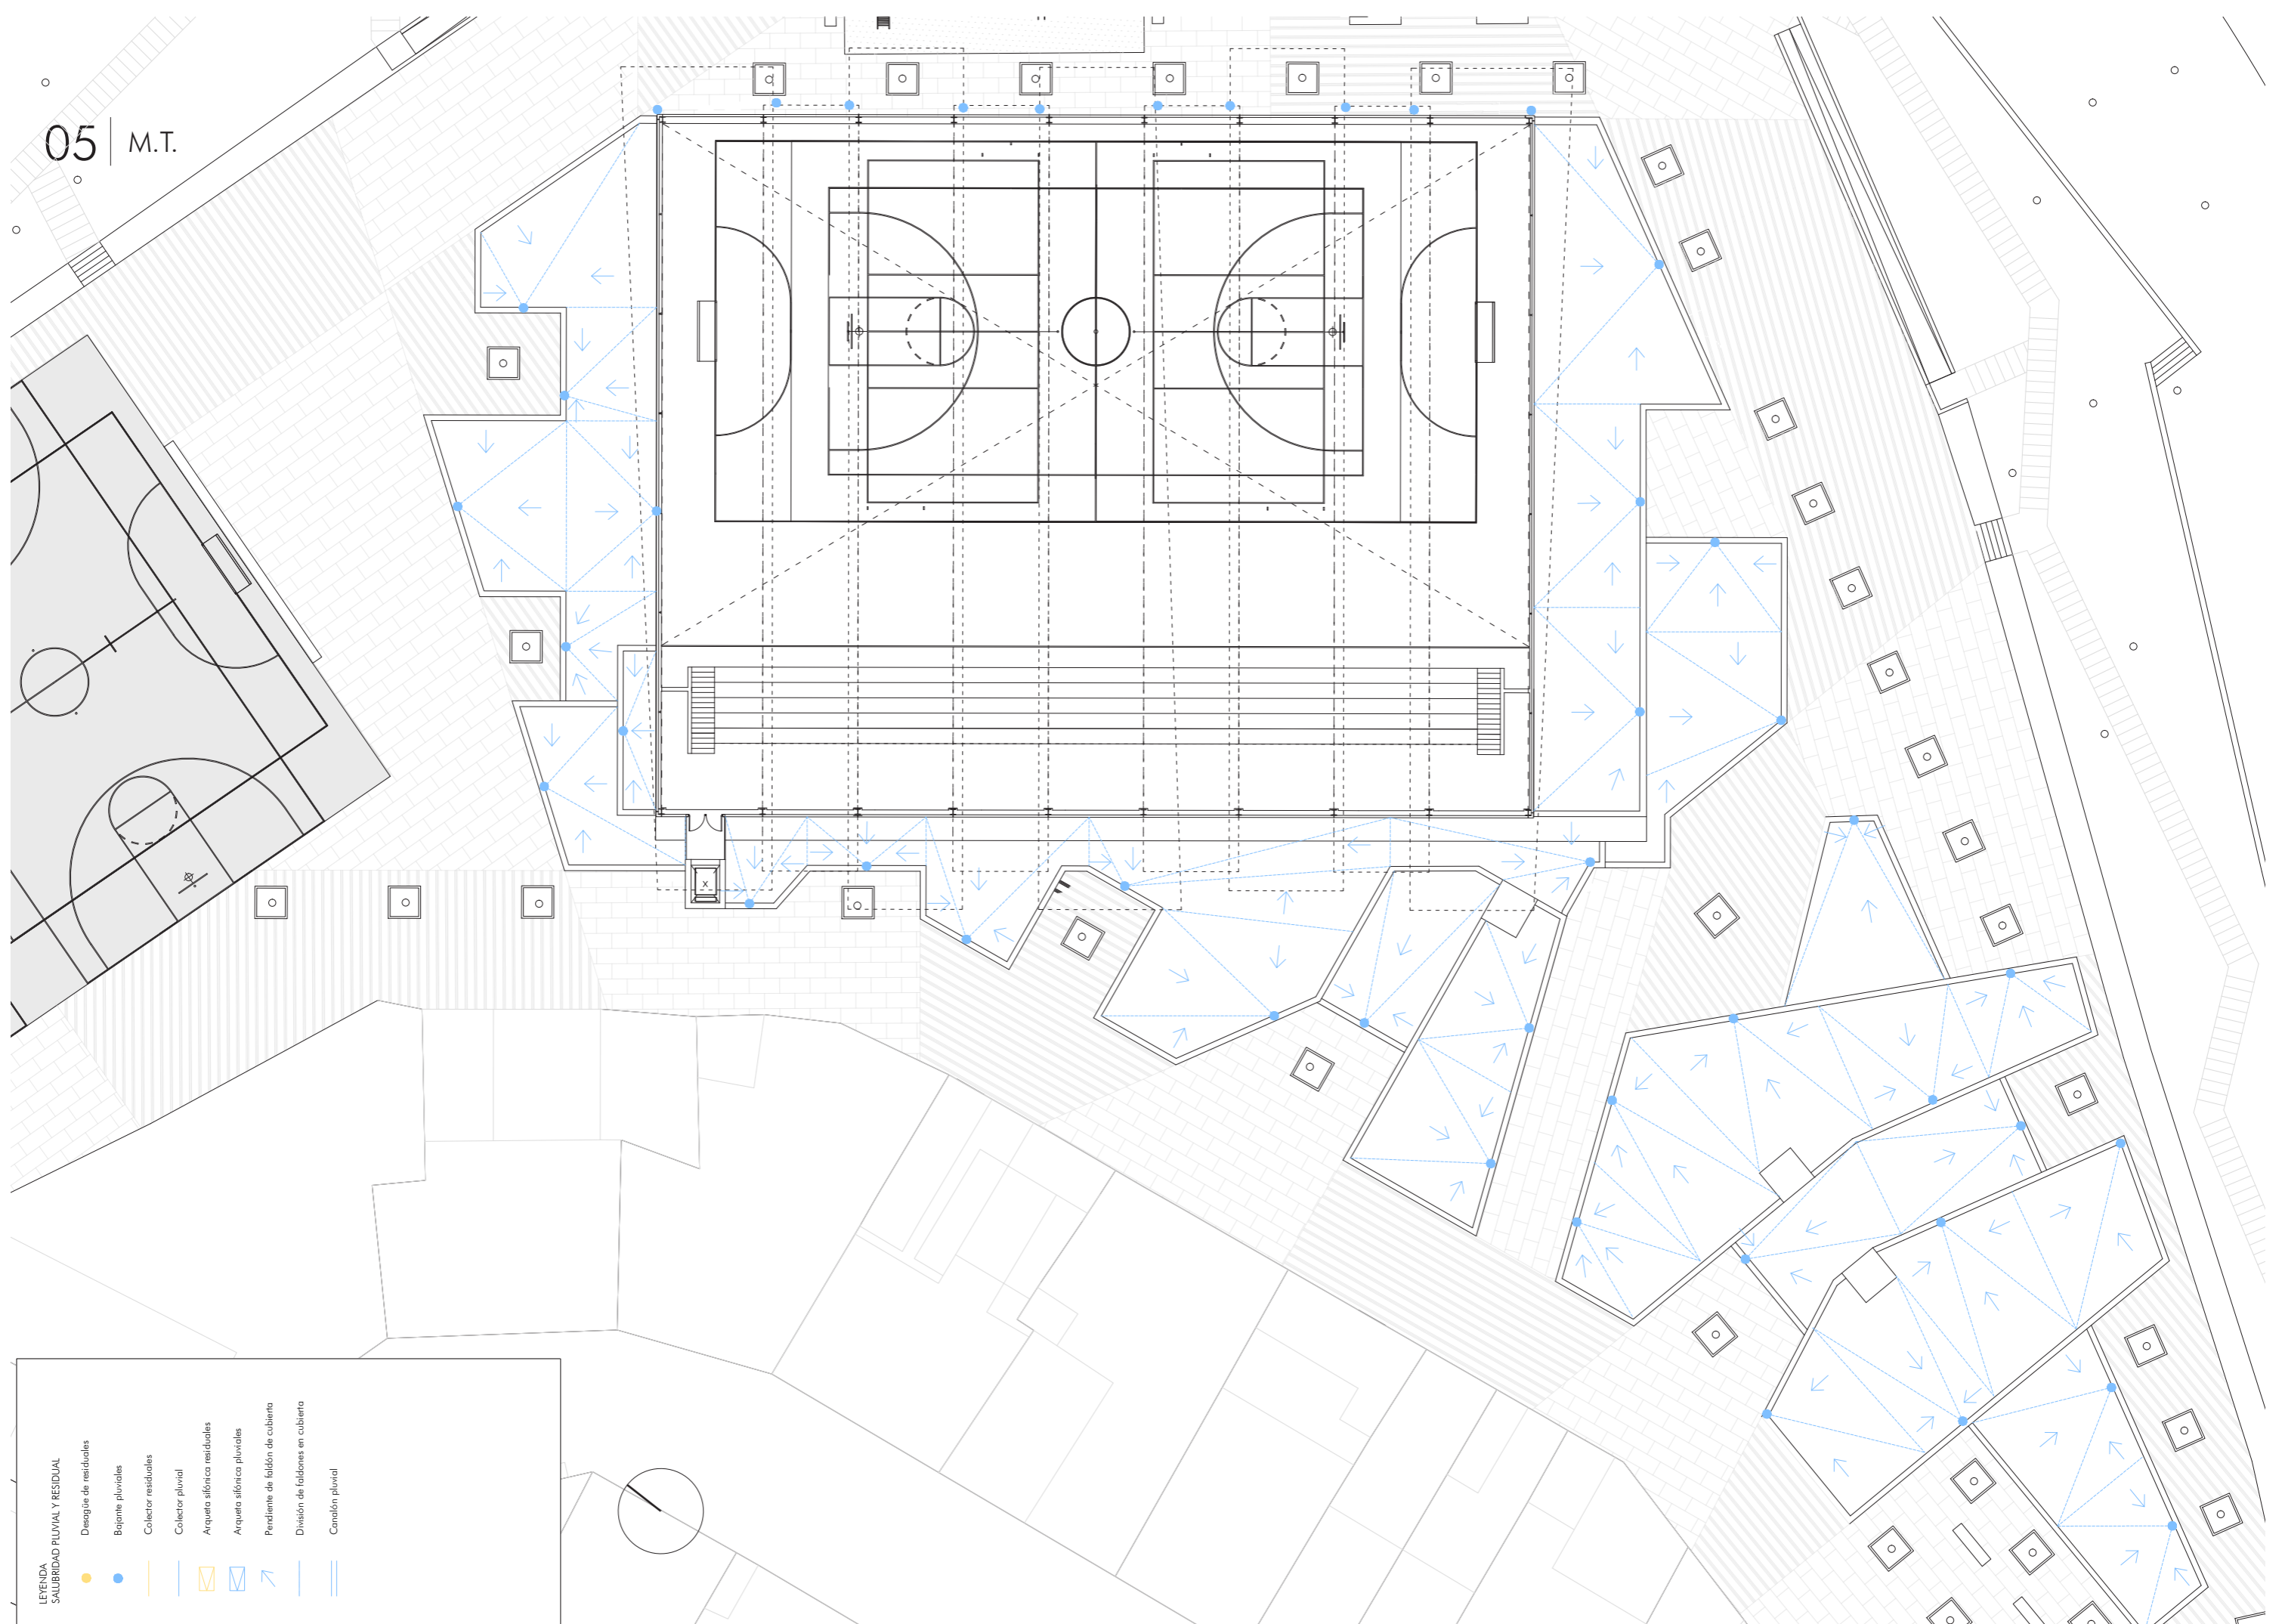 05 M.T.
LEYENDA
SALUBRIDAD PLUVIAL Y RESIDUAL
Desagüe de residuales
Bajante pluviales
Colector residuales
Colector pluvial
Arqueta sifónica residuales
Arqueta sifónica pluviales
Pendiente de faldón de cubierta
División de faldones en cubierta
Canalón pluvial
x